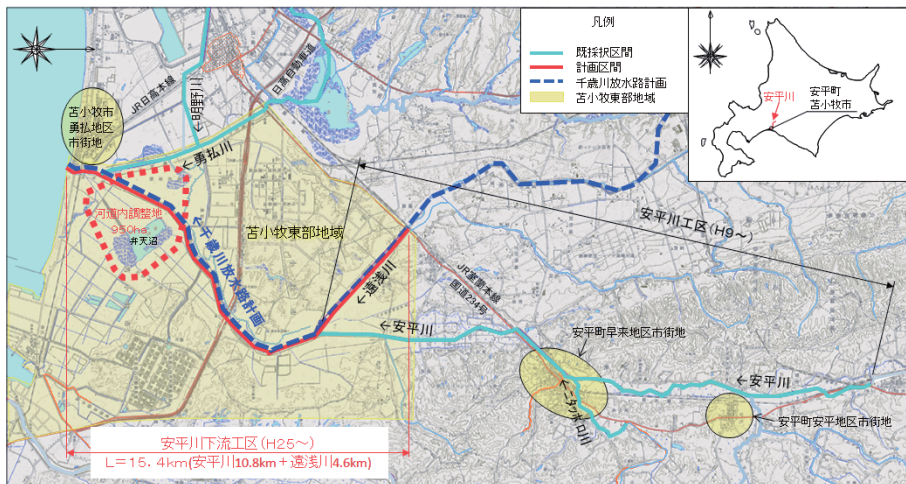 凡例
既採択区間
計画区間
千歳川放水路計画
苫小牧東部地域
安平川
安平町
苫小牧市
JR日高本線
明野川
日高自動車道
苫小牧市
勇払地区
市街地
←勇払川
河道内調整地
950ha
弁天沼
←千歳川放水路計画
苫小牧東部地域
←遠浅川
安平川工区(H9~)
JR室蘭本線
国道234号
←安平川
安平町早来地区市街地
←安平川
←ニタッポロ川
安平町安平地区市街地
安平川下流工区(H25~)
L=15.4km(安平川10.8km+遠浅川4.6km)